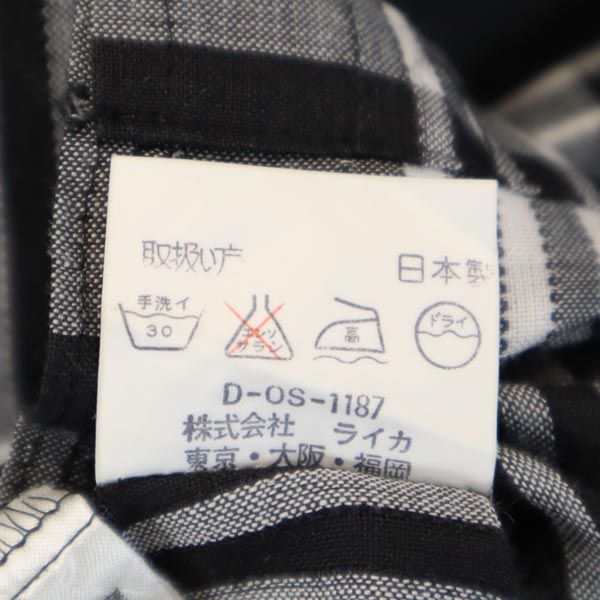 取扱い方 日本製
手洗イ 30 エンソサラシ 高 ドライ
D-OS-1187
株式会社 ライカ
東京・大阪・福岡